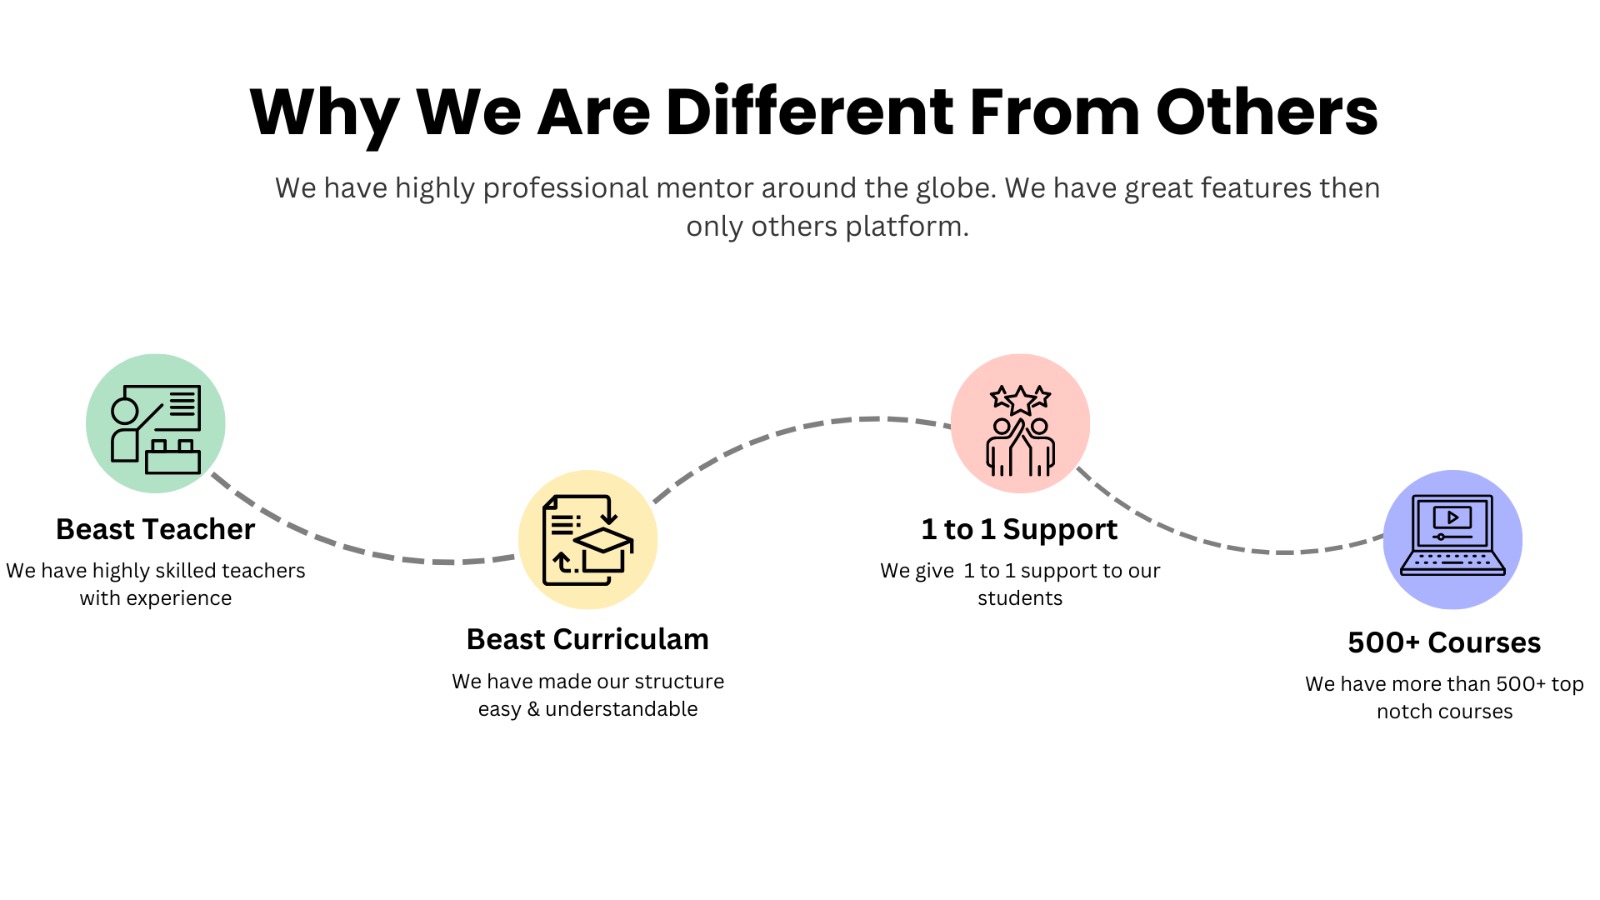 Why We Are Different From Others
We have highly professional mentor around the globe. We have great features then
only others platform.
Beast Teacher
We have highly skilled teachers
with experience
Beast Curriculam
We have made our structure
easy & understandable
1 to 1 Support
We give 1 to 1 support to our
students
500+ Courses
We have more than 500+ top
notch courses